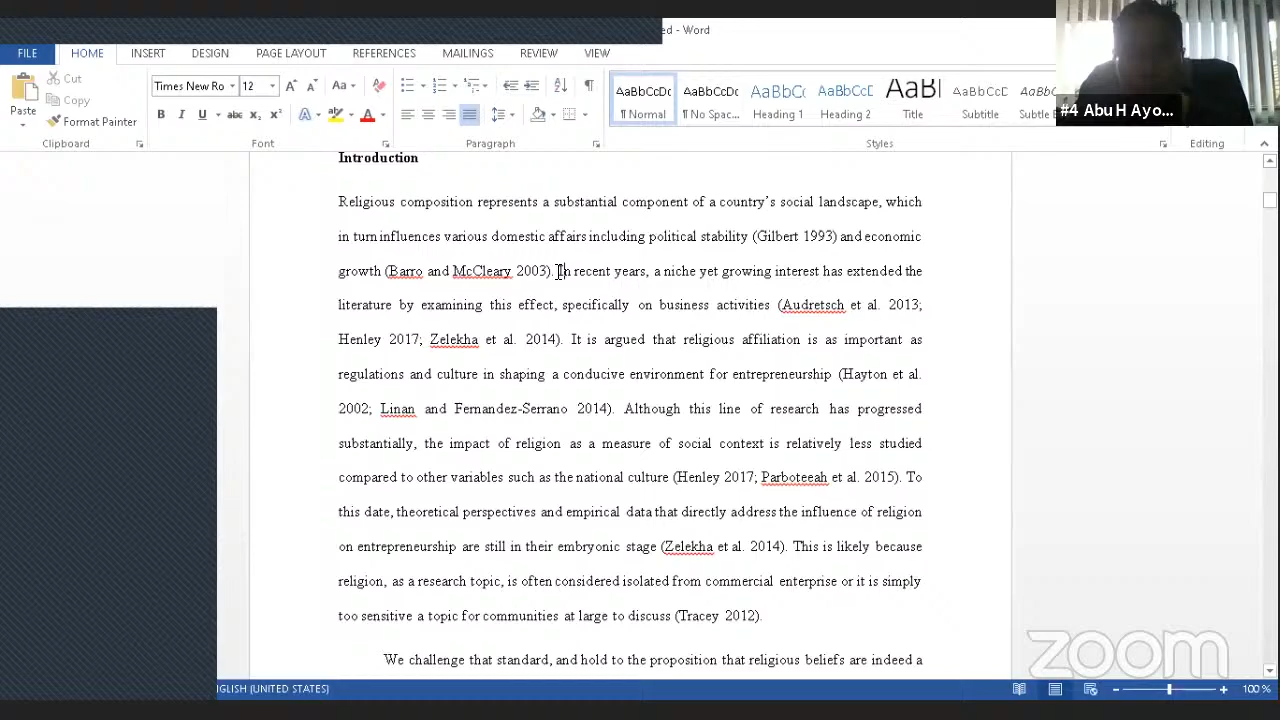 ed - Word
FILE HOME INSERT DESIGN PAGE LAYOUT REFERENCES MAILINGS REVIEW VIEW
Paste
Cut
Copy
Format Painter
Clipboard
Times New Ro 12
Font
Paragraph
AaBbCcDc AaBbCcDc AaBbCc AaBbCcD AaBl AaBbCcD
¶ Normal ¶ No Spac... Heading 1 Heading 2 Title Subtitle Subtle E
Styles
Editing
#4 Abu H Ayo...
Introduction
Religious composition represents a substantial component of a country’s social landscape, which
in turn influences various domestic affairs including political stability (Gilbert 1993) and economic
growth (Barro and McCleary 2003). In recent years, a niche yet growing interest has extended the
literature by examining this effect, specifically on business activities (Audretsch et al. 2013;
Henley 2017; Zelekha et al. 2014). It is argued that religious affiliation is as important as
regulations and culture in shaping a conducive environment for entrepreneurship (Hayton et al.
2002; Linan and Fernandez-Serrano 2014). Although this line of research has progressed
substantially, the impact of religion as a measure of social context is relatively less studied
compared to other variables such as the national culture (Henley 2017; Parboteeah et al. 2015). To
this date, theoretical perspectives and empirical data that directly address the influence of religion
on entrepreneurship are still in their embryonic stage (Zelekha et al. 2014). This is likely because
religion, as a research topic, is often considered isolated from commercial enterprise or it is simply
too sensitive a topic for communities at large to discuss (Tracey 2012).
We challenge that standard, and hold to the proposition that religious beliefs are indeed a
zoom
GLISH (UNITED STATES)
100 %